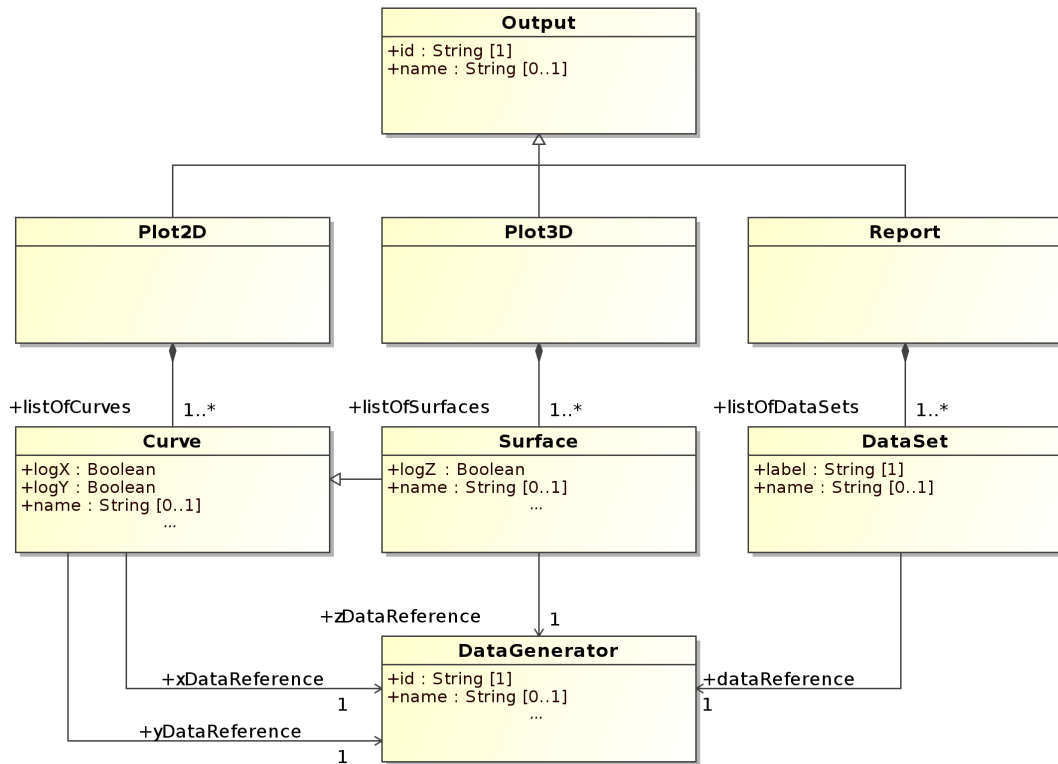 Output
+id : String [1]
+name : String [0..1]
Plot2D
Plot3D
Report
+listOfCurves
1..*
+listOfSurfaces
1..*
+listOfDataSets
1..*
Curve
+logX : Boolean
+logY : Boolean
+name : String [0..1]
...
Surface
+logZ : Boolean
+name : String [0..1]
...
DataSet
+label : String [1]
+name : String [0..1]
+zDataReference
1
DataGenerator
+id : String [1]
+name : String [0..1]
...
+xDataReference
1
+dataReference
1
+yDataReference
1